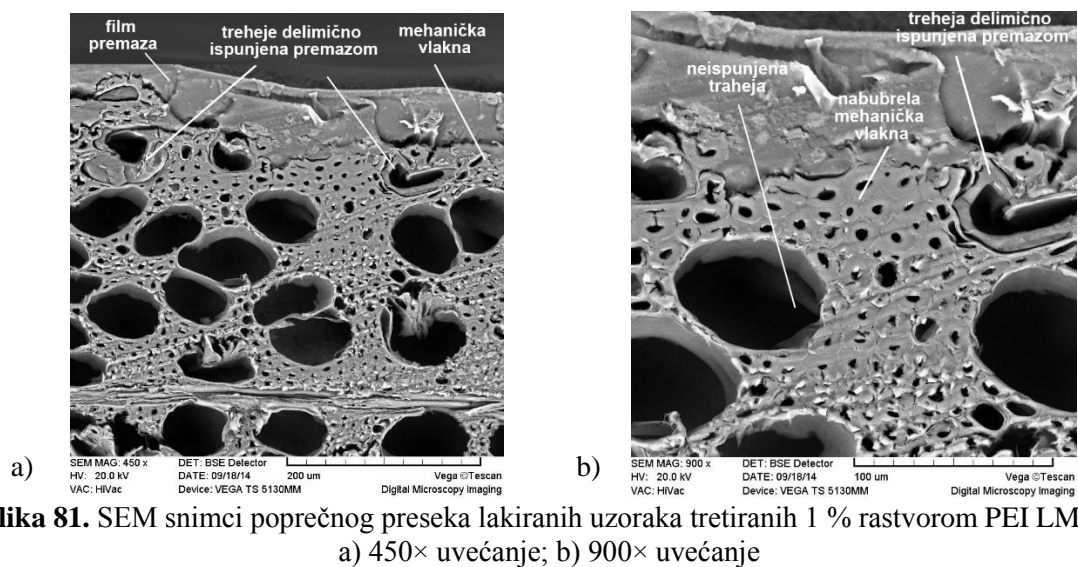 film
premaza
treheje delimično
ispunjena premazom
mehanička
vlakna
a)
SEM MAG: 450 x DET: BSE Detector
HV: 20.0 kV DATE: 09/18/14 200 um Vega ©Tescan
VAC: HiVac Device: VEGA TS 5130MM Digital Microscopy Imaging
treheja delimično
ispunjena premazom
neispunjena
traheja
nabubrela
mehanička
vlakna
b)
SEM MAG: 900 x DET: BSE Detector
HV: 20.0 kV DATE: 09/18/14 100 um Vega ©Tescan
VAC: HiVac Device: VEGA TS 5130MM Digital Microscopy Imaging
lika 81. SEM snimci poprečnog preseka lakiranih uzoraka tretiranih 1 % rastvorom PEI LM
a) 450× uvećanje; b) 900× uvećanje